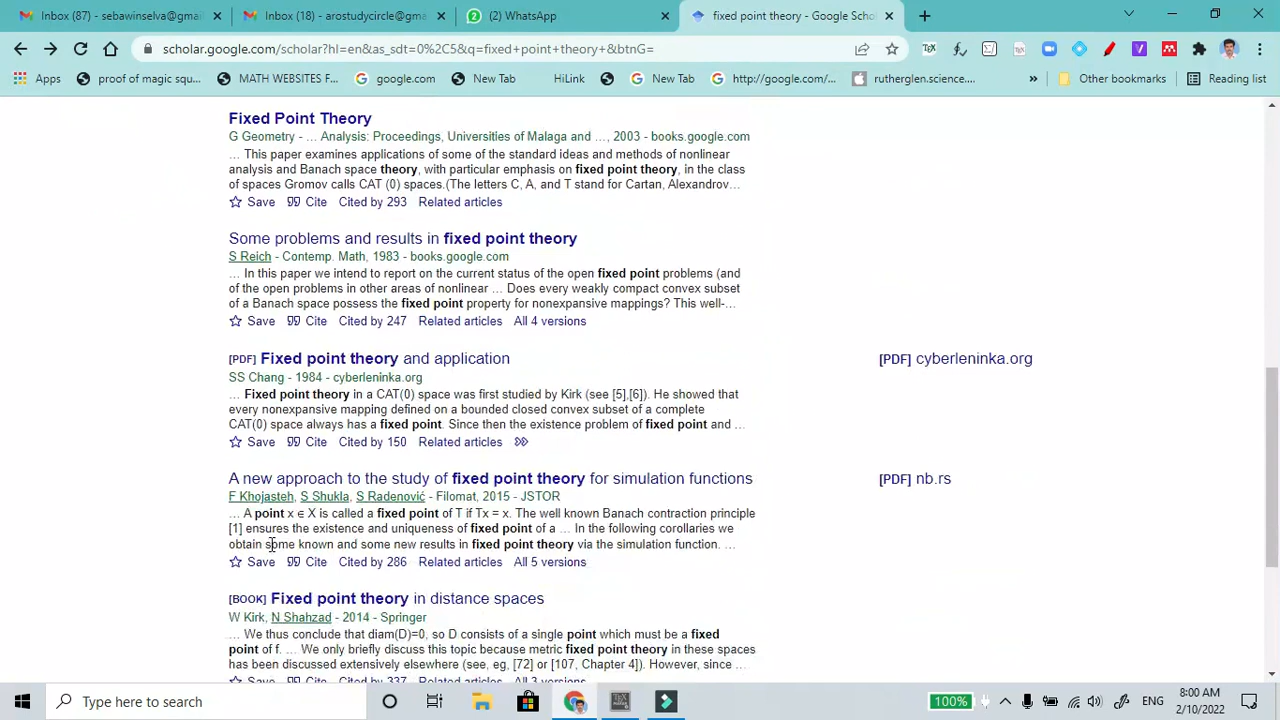 Inbox (87) - sebawinselva@gma
Inbox (18) - arostudycircle@gma
(2) WhatsApp
fixed point theory - Google Scho
scholar.google.com/scholar?hl=en&as_sdt=0%2C5&q=fixed+point+theory+&btnG=
Apps
proof of magic squ...
MATH WEBSITES F...
google.com
New Tab
HiLink
New Tab
http://google.com/...
rutherglen.science....
»
Other bookmarks
Reading list
Fixed Point Theory
G Geometry - ... Analysis: Proceedings, Universities of Malaga and ..., 2003 - books.google.com
... This paper examines applications of some of the standard ideas and methods of nonlinear
analysis and Banach space theory, with particular emphasis on fixed point theory, in the class
of spaces Gromov calls CAT (0) spaces.(The letters C, A, and T stand for Cartan, Alexandrov...
Save Cite Cited by 293 Related articles
Some problems and results in fixed point theory
S Reich - Contemp. Math, 1983 - books.google.com
... In this paper we intend to report on the current status of the open fixed point problems (and
of the open problems in other areas of nonlinear ... Does every weakly compact convex subset
of a Banach space possess the fixed point property for nonexpansive mappings? This well-...
Save Cite Cited by 247 Related articles All 4 versions
[PDF] Fixed point theory and application
[PDF] cyberleninka.org
SS Chang - 1984 - cyberleninka.org
... Fixed point theory in a CAT(0) space was first studied by Kirk (see [5],[6]). He showed that
every nonexpansive mapping defined on a bounded closed convex subset of a complete
CAT(0) space always has a fixed point. Since then the existence problem of fixed point and ...
Save Cite Cited by 150 Related articles
A new approach to the study of fixed point theory for simulation functions
[PDF] nb.rs
F Khojasteh, S Shukla, S Radenović - Filomat, 2015 - JSTOR
... A point x ∈ X is called a fixed point of T if Tx = x. The well known Banach contraction principle
[1] ensures the existence and uniqueness of fixed point of a ... In the following corollaries we
obtain some known and some new results in fixed point theory via the simulation function. ...
Save Cite Cited by 286 Related articles All 5 versions
[BOOK] Fixed point theory in distance spaces
W Kirk, N Shahzad - 2014 - Springer
... We thus conclude that diam(D)=0, so D consists of a single point which must be a fixed
point of f. ... We only briefly discuss this topic because metric fixed point theory in these spaces
has been discussed extensively elsewhere (see, eg, [72] or [107, Chapter 4]). However, since ...
Save Cite Cited by 337 Related articles All 3 versions
Type here to search
100%
ENG
8:00 AM
2/10/2022